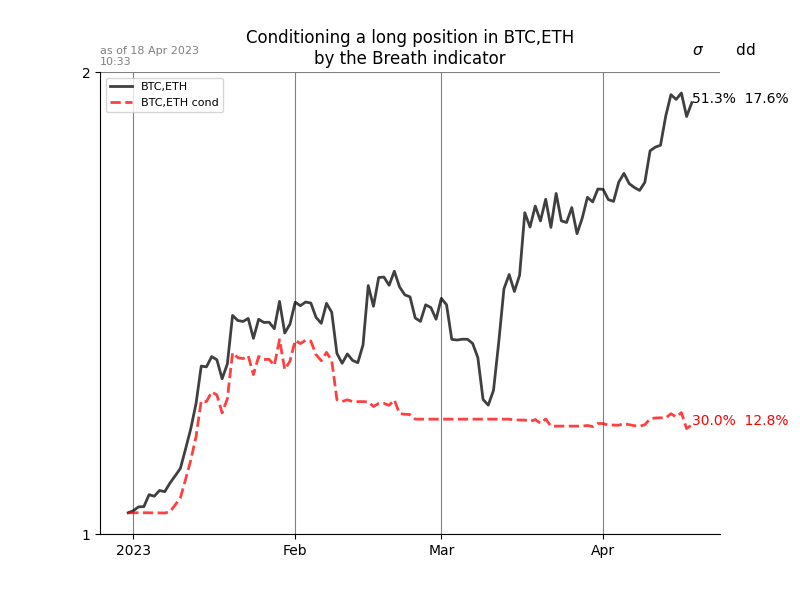 Conditioning a long position in BTC,ETH
by the Breath indicator
as of 18 Apr 2023
10:33
σ dd
2
BTC,ETH
BTC,ETH cond
51.3% 17.6%
30.0% 12.8%
1
2023 Feb Mar Apr